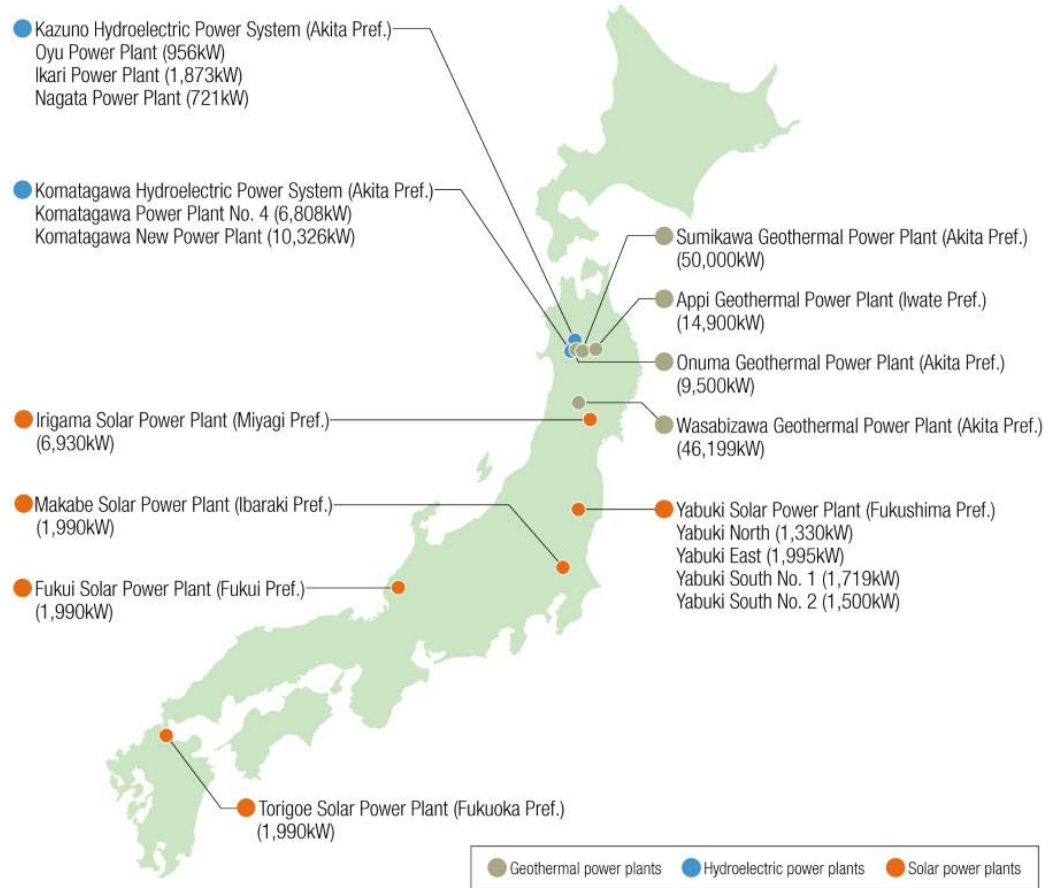 Kazuno Hydroelectric Power System (Akita Pref.)
Oyu Power Plant (956kW)
Ikari Power Plant (1,873kW)
Nagata Power Plant (721kW)
Komatagawa Hydroelectric Power System (Akita Pref.)
Komatagawa Power Plant No. 4 (6,808kW)
Komatagawa New Power Plant (10,326kW)
Sumikawa Geothermal Power Plant (Akita Pref.)
(50,000kW)
Appi Geothermal Power Plant (Iwate Pref.)
(14,900kW)
Onuma Geothermal Power Plant (Akita Pref.)
(9,500kW)
Wasabizawa Geothermal Power Plant (Akita Pref.)
(46,199kW)
Irigama Solar Power Plant (Miyagi Pref.)
(6,930kW)
Makabe Solar Power Plant (Ibaraki Pref.)
(1,990kW)
Yabuki Solar Power Plant (Fukushima Pref.)
Yabuki North (1,330kW)
Yabuki East (1,995kW)
Yabuki South No. 1 (1,719kW)
Yabuki South No. 2 (1,500kW)
Fukui Solar Power Plant (Fukui Pref.)
(1,990kW)
Torigoe Solar Power Plant (Fukuoka Pref.)
(1,990kW)
Geothermal power plants
Hydroelectric power plants
Solar power plants